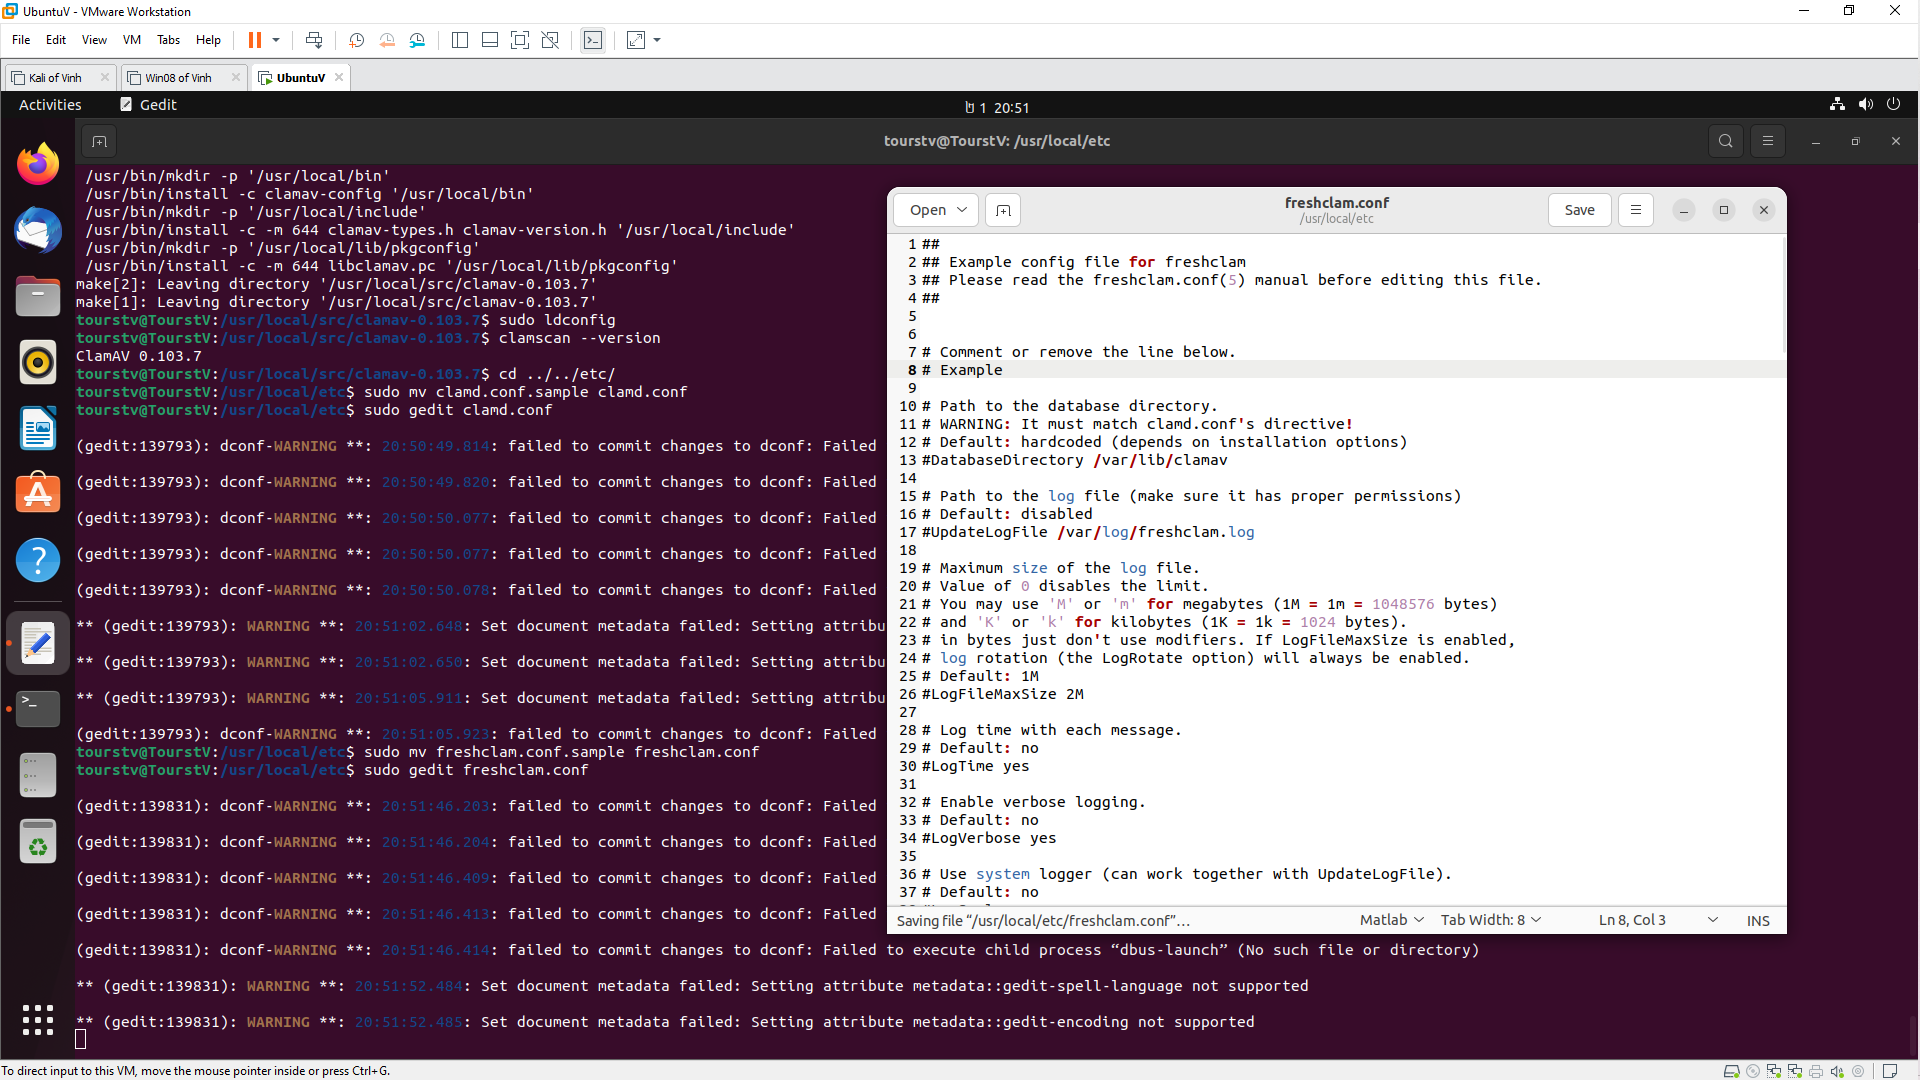 UbuntuV - VMware Workstation
File Edit View VM Tabs Help
Kali of Vinh
Win08 of Vinh
UbuntuV
Activities
Gedit
20:51
tourstv@TourstV: /usr/local/etc
/usr/bin/mkdir -p '/usr/local/bin'
/usr/bin/install -c clamav-config '/usr/local/bin'
/usr/bin/mkdir -p '/usr/local/include'
/usr/bin/install -c -m 644 clamav-types.h clamav-version.h '/usr/local/include'
/usr/bin/mkdir -p '/usr/local/lib/pkgconfig'
/usr/bin/install -c -m 644 libclamav.pc '/usr/local/lib/pkgconfig'
make[2]: Leaving directory '/usr/local/src/clamav-0.103.7'
make[1]: Leaving directory '/usr/local/src/clamav-0.103.7'
tourstv@TourstV:/usr/local/src/clamav-0.103.7$ sudo ldconfig
tourstv@TourstV:/usr/local/src/clamav-0.103.7$ clamscan --version
ClamAV 0.103.7
tourstv@TourstV:/usr/local/src/clamav-0.103.7$ cd ../../etc/
tourstv@TourstV:/usr/local/etc$ sudo mv clamd.conf.sample clamd.conf
tourstv@TourstV:/usr/local/etc$ sudo gedit clamd.conf
(gedit:139793): dconf-WARNING **: 20:50:49.814: failed to commit changes to dconf: Failed
(gedit:139793): dconf-WARNING **: 20:50:49.820: failed to commit changes to dconf: Failed
(gedit:139793): dconf-WARNING **: 20:50:50.077: failed to commit changes to dconf: Failed
(gedit:139793): dconf-WARNING **: 20:50:50.077: failed to commit changes to dconf: Failed
(gedit:139793): dconf-WARNING **: 20:50:50.078: failed to commit changes to dconf: Failed
** (gedit:139793): WARNING **: 20:51:02.648: Set document metadata failed: Setting attribu
** (gedit:139793): WARNING **: 20:51:02.650: Set document metadata failed: Setting attribu
** (gedit:139793): WARNING **: 20:51:05.911: Set document metadata failed: Setting attribu
(gedit:139793): dconf-WARNING **: 20:51:05.923: failed to commit changes to dconf: Failed
tourstv@TourstV:/usr/local/etc$ sudo mv freshclam.conf.sample freshclam.conf
tourstv@TourstV:/usr/local/etc$ sudo gedit freshclam.conf
(gedit:139831): dconf-WARNING **: 20:51:46.203: failed to commit changes to dconf: Failed
(gedit:139831): dconf-WARNING **: 20:51:46.204: failed to commit changes to dconf: Failed
(gedit:139831): dconf-WARNING **: 20:51:46.409: failed to commit changes to dconf: Failed
(gedit:139831): dconf-WARNING **: 20:51:46.413: failed to commit changes to dconf: Failed
(gedit:139831): dconf-WARNING **: 20:51:46.414: failed to commit changes to dconf: Failed to execute child process “dbus-launch” (No such file or directory)
** (gedit:139831): WARNING **: 20:51:52.484: Set document metadata failed: Setting attribute metadata::gedit-spell-language not supported
** (gedit:139831): WARNING **: 20:51:52.485: Set document metadata failed: Setting attribute metadata::gedit-encoding not supported
Open
freshclam.conf
/usr/local/etc
Save
1 ##
2 ## Example config file for freshclam
3 ## Please read the freshclam.conf(5) manual before editing this file.
4 ##
5
6
7 # Comment or remove the line below.
8 # Example
9
10 # Path to the database directory.
11 # WARNING: It must match clamd.conf's directive!
12 # Default: hardcoded (depends on installation options)
13 #DatabaseDirectory /var/lib/clamav
14
15 # Path to the log file (make sure it has proper permissions)
16 # Default: disabled
17 #UpdateLogFile /var/log/freshclam.log
18
19 # Maximum size of the log file.
20 # Value of 0 disables the limit.
21 # You may use 'M' or 'm' for megabytes (1M = 1m = 1048576 bytes)
22 # and 'K' or 'k' for kilobytes (1K = 1k = 1024 bytes).
23 # in bytes just don't use modifiers. If LogFileMaxSize is enabled,
24 # log rotation (the LogRotate option) will always be enabled.
25 # Default: 1M
26 #LogFileMaxSize 2M
27
28 # Log time with each message.
29 # Default: no
30 #LogTime yes
31
32 # Enable verbose logging.
33 # Default: no
34 #LogVerbose yes
35
36 # Use system logger (can work together with UpdateLogFile).
37 # Default: no
Saving file “/usr/local/etc/freshclam.conf”…
Matlab
Tab Width: 8
Ln 8, Col 3
INS
To direct input to this VM, move the mouse pointer inside or press Ctrl+G.